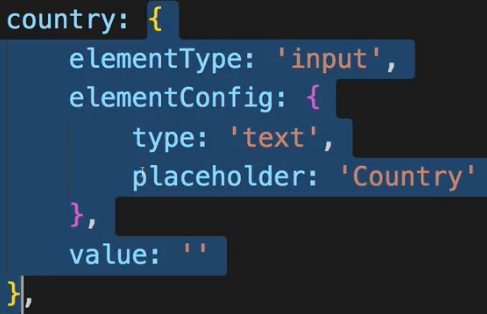 country: {
elementType: 'input',
elementConfig: {
type: 'text',
placeholder: 'Country'
},
value: ''
},